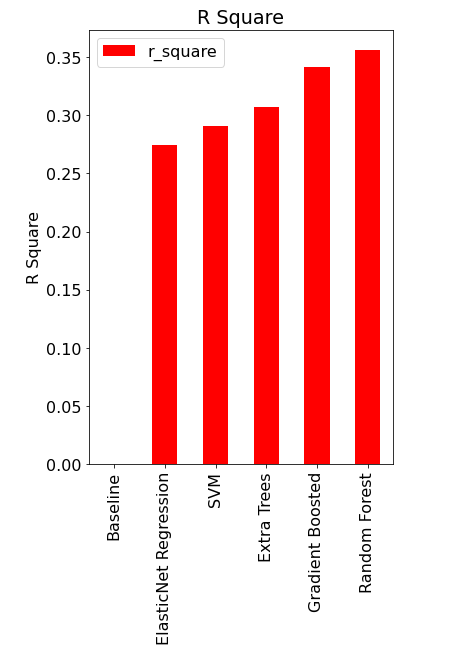 R Square
r_square
R Square
0.35
0.30
0.25
0.20
0.15
0.10
0.05
0.00
Baseline
ElasticNet Regression
SVM
Extra Trees
Gradient Boosted
Random Forest